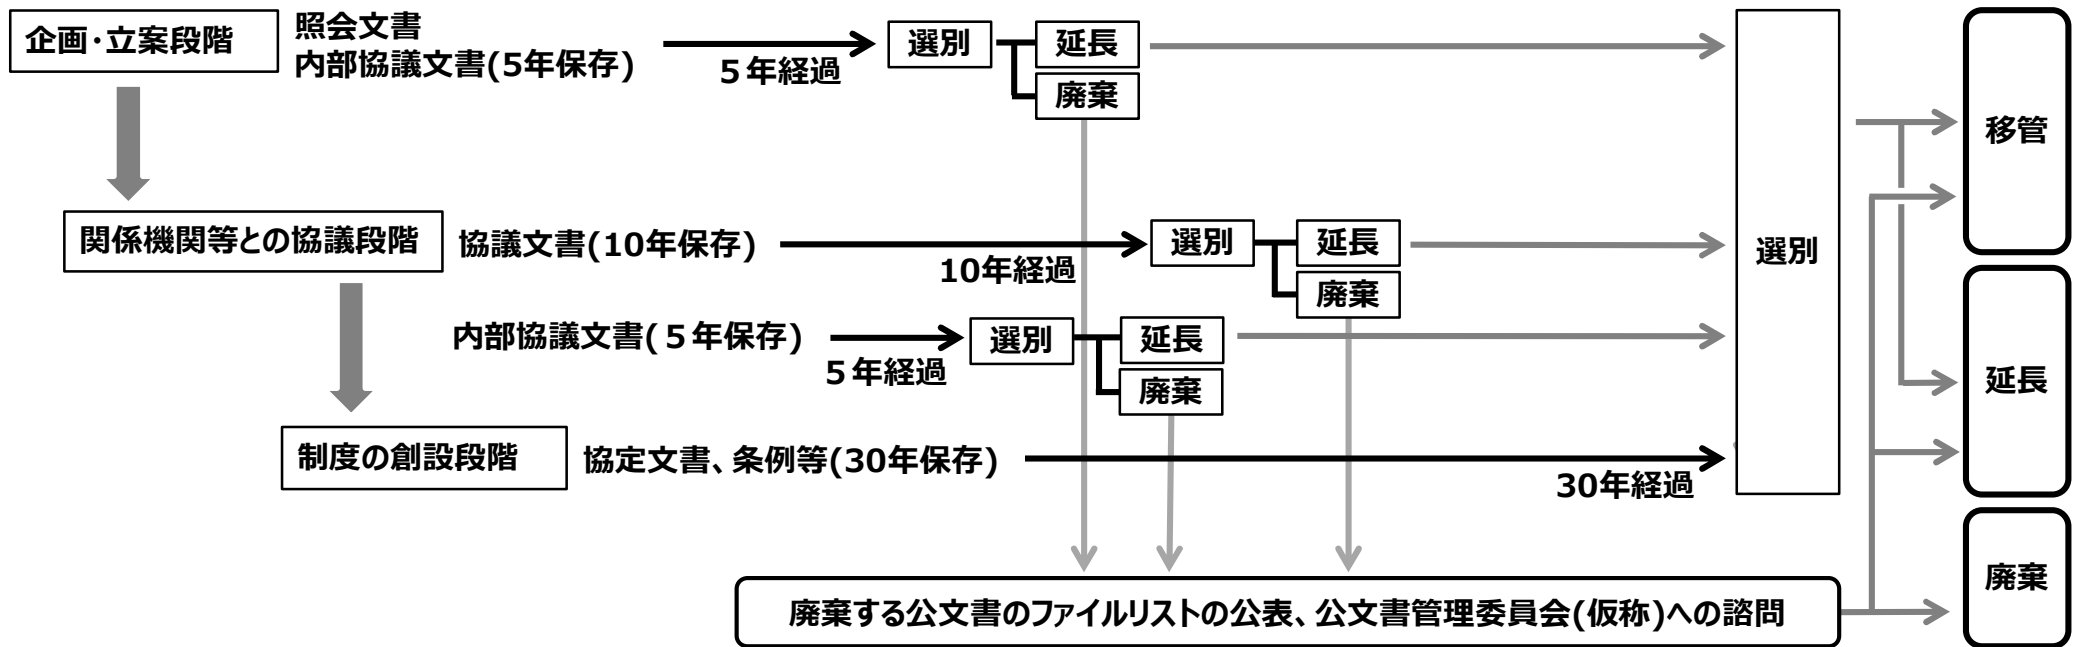 企画・立案段階
照会文書
内部協議文書(5年保存)
5年経過
選別
延長
廃棄
関係機関等との協議段階
協議文書(10年保存)
10年経過
選別
延長
廃棄
内部協議文書(5年保存)
5年経過
選別
延長
廃棄
制度の創設段階
協定文書、条例等(30年保存)
30年経過
選別
移管
延長
廃棄
廃棄する公文書のファイルリストの公表、公文書管理委員会(仮称)への諮問